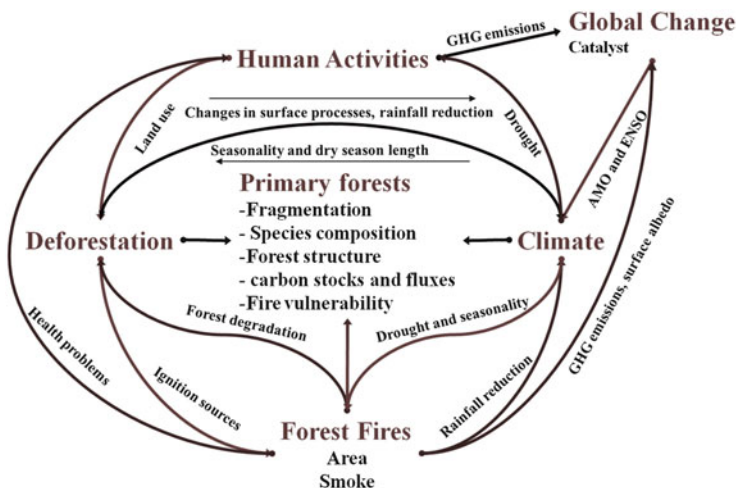 Global Change
Catalyst
GHG emissions
Human Activities
Land use
Changes in surface processes, rainfall reduction
Drought
Seasonality and dry season length
AMO and ENSO
Primary forests
-Fragmentation
- Species composition
-Forest structure
- carbon stocks and fluxes
-Fire vulnerability
Deforestation
Climate
GHG emissions, surface albedo
Health problems
Forest degradation
Drought and seasonality
Ignition sources
Rainfall reduction
Forest Fires
Area
Smoke